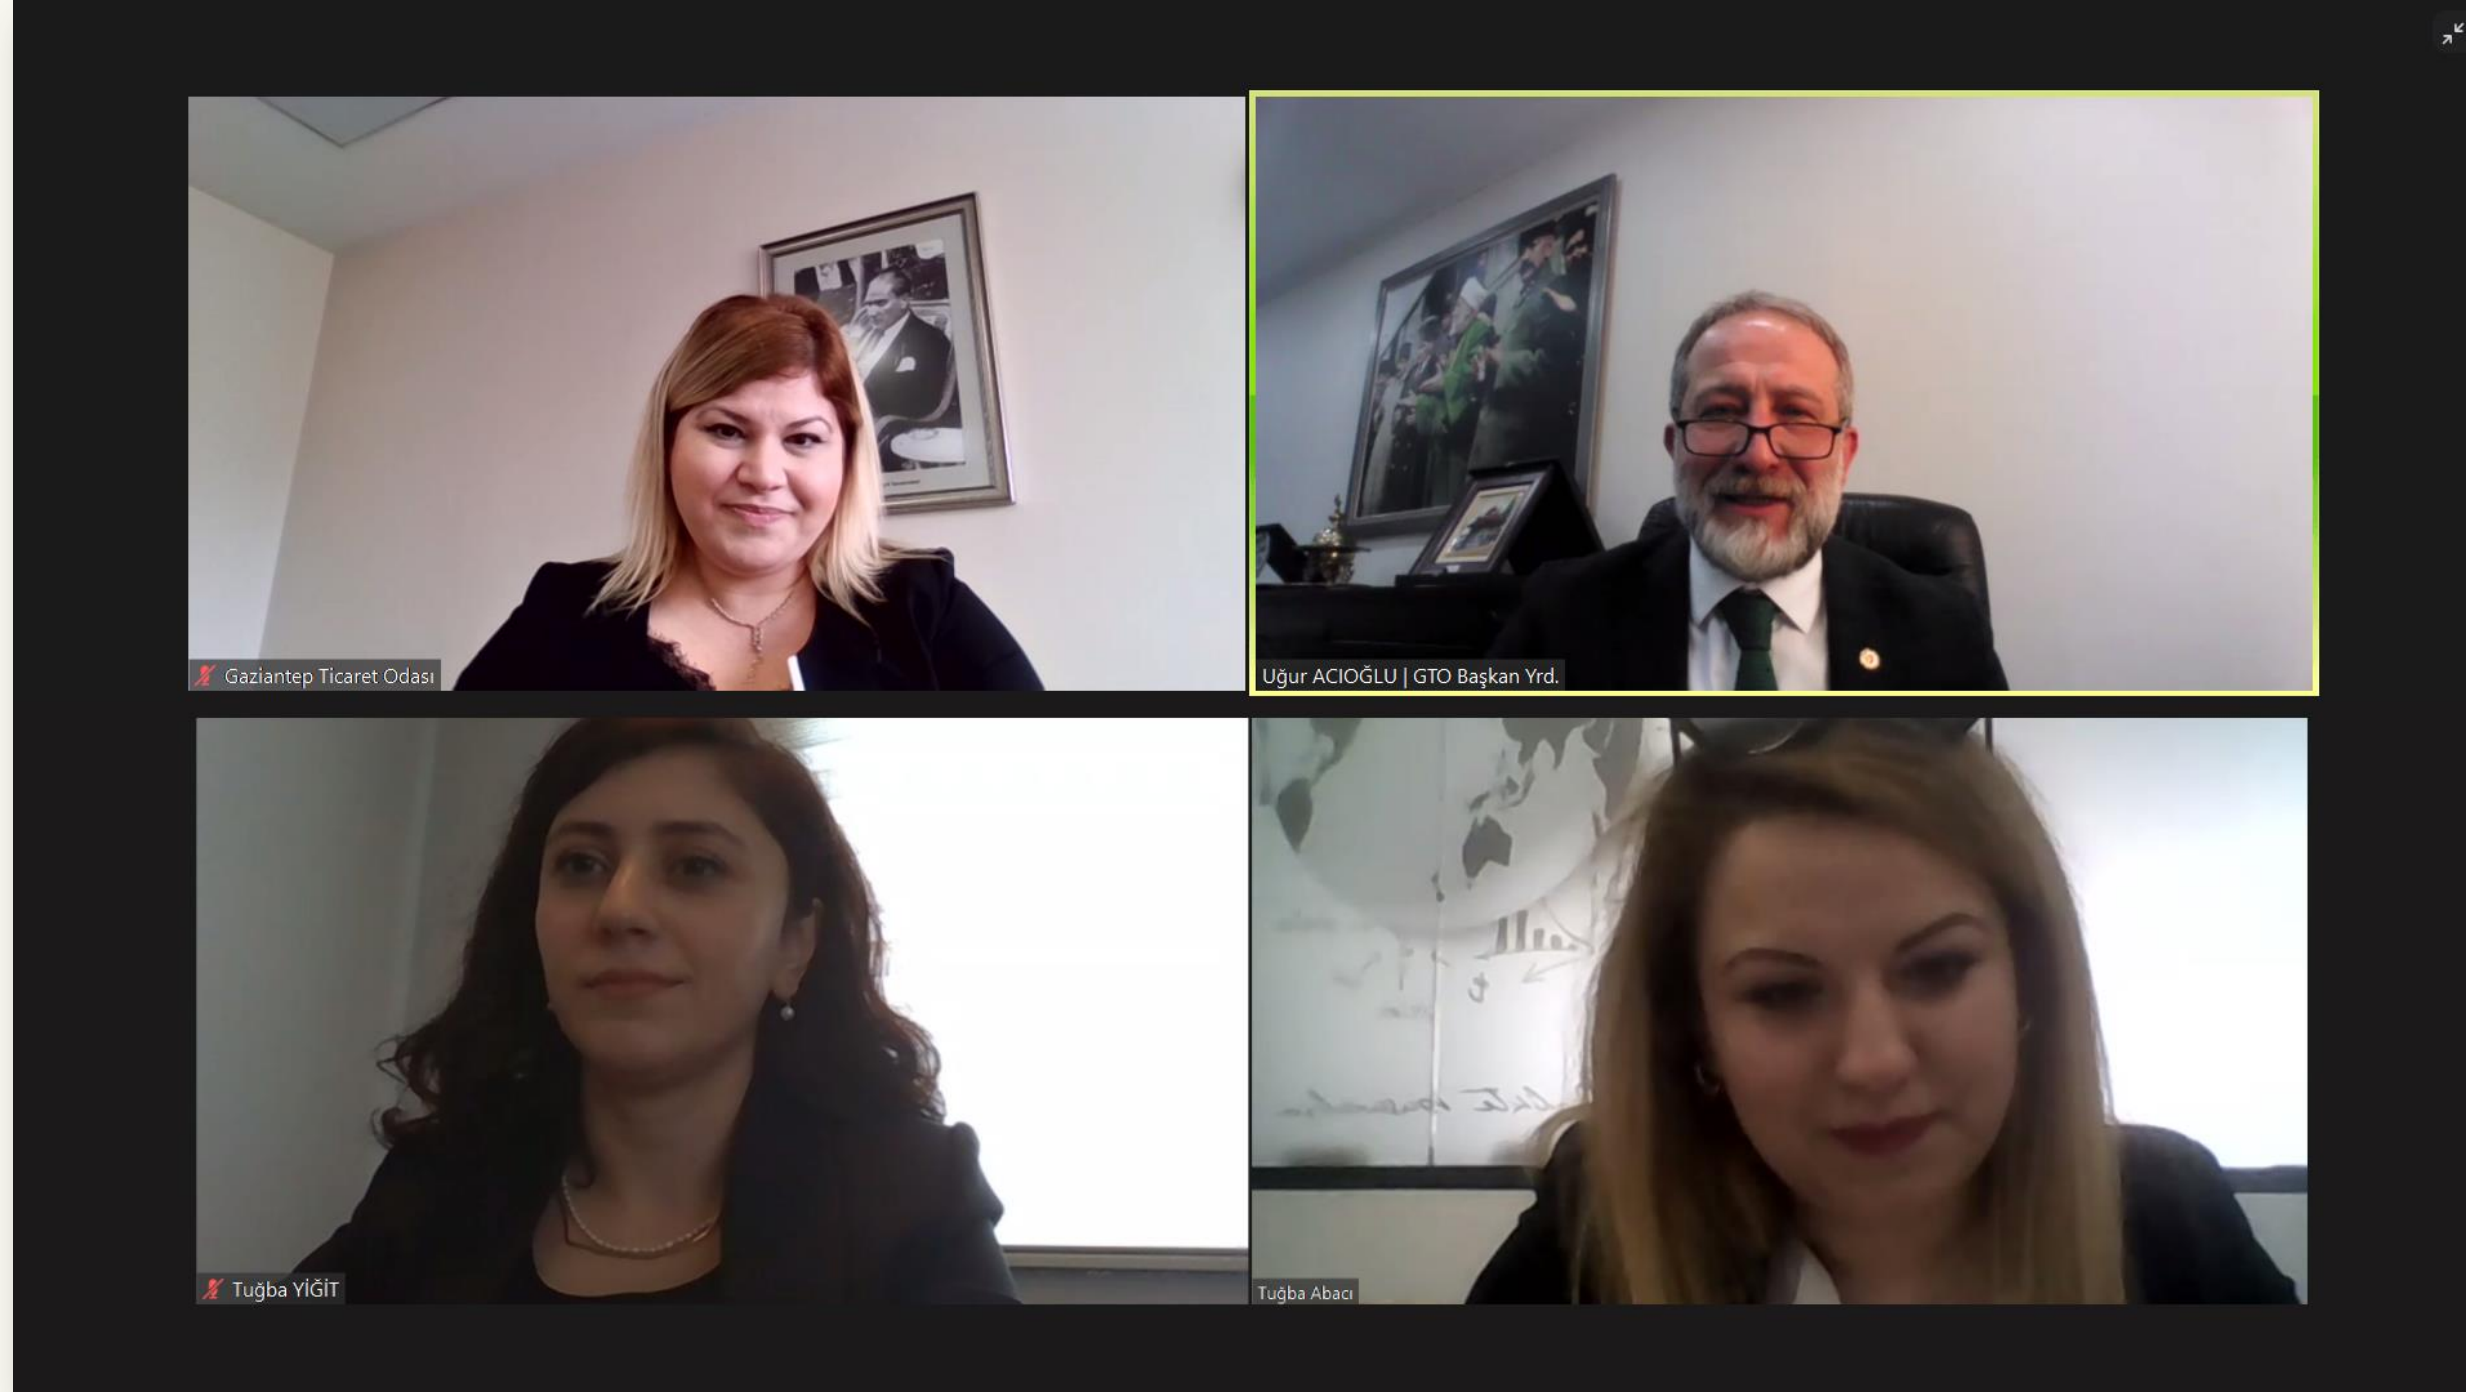 Gaziantep Ticaret Odası
Uğur ACIOĞLU | GTO Başkan Yrd.
Tuğba YİĞİT
Tuğba Abacı